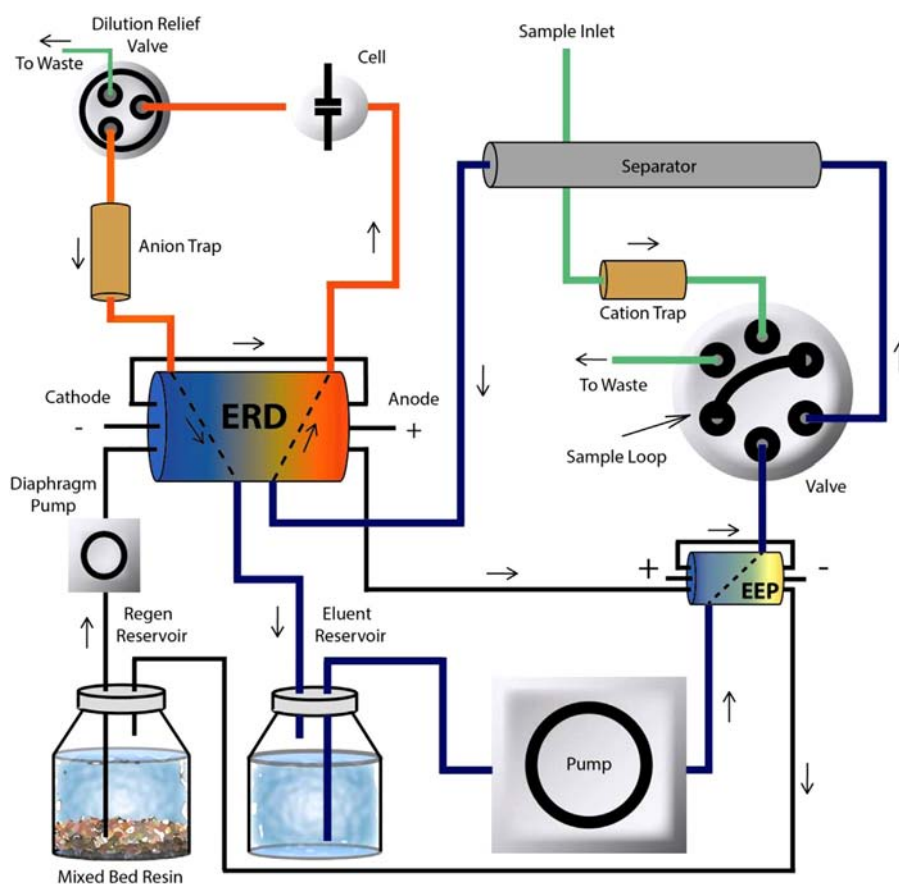 Dilution Relief
Valve
To Waste
Cell
Sample Inlet
Separator
Anion Trap
Cation Trap
To Waste
Cathode
-
ERD
Anode
+
Sample Loop
Valve
Diaphragm
Pump
+
EEP
-
Regen
Reservoir
Eluent
Reservoir
Pump
Mixed Bed Resin